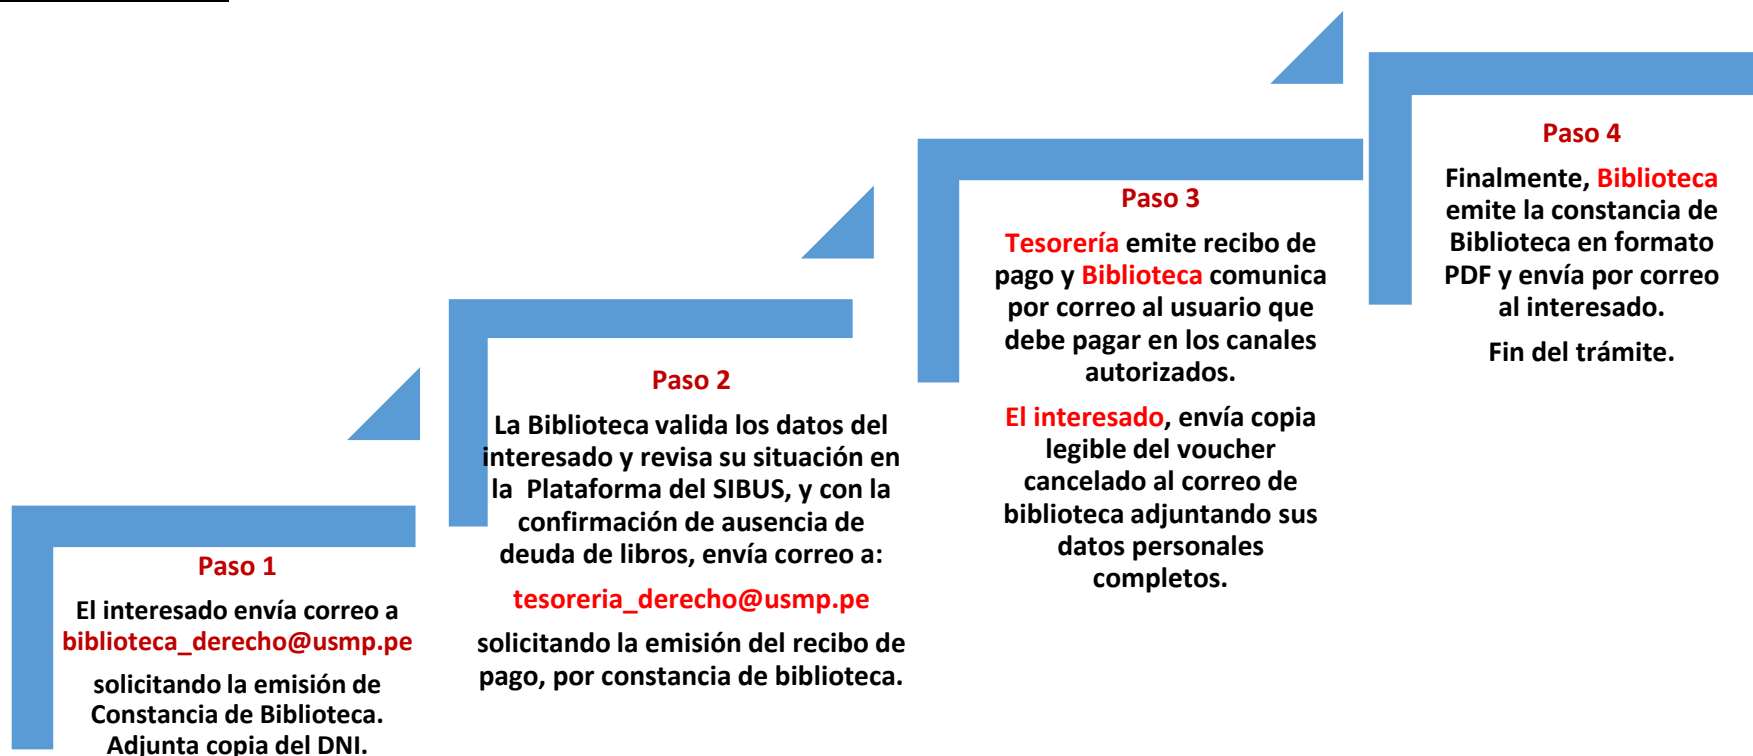 Paso 1
El interesado envía correo a
biblioteca_derecho@usmp.pe
solicitando la emisión de
Constancia de Biblioteca.
Adjunta copia del DNI.
Paso 2
La Biblioteca valida los datos del
interesado y revisa su situación en
la Plataforma del SIBUS, y con la
confirmación de ausencia de
deuda de libros, envía correo a:
tesoreria_derecho@usmp.pe
solicitando la emisión del recibo de
pago, por constancia de biblioteca.
Paso 3
Tesorería emite recibo de
pago y Biblioteca comunica
por correo al usuario que
debe pagar en los canales
autorizados.
El interesado, envía copia
legible del voucher
cancelado al correo de
biblioteca adjuntando sus
datos personales
completos.
Paso 4
Finalmente, Biblioteca
emite la constancia de
Biblioteca en formato
PDF y envía por correo
al interesado.
Fin del trámite.